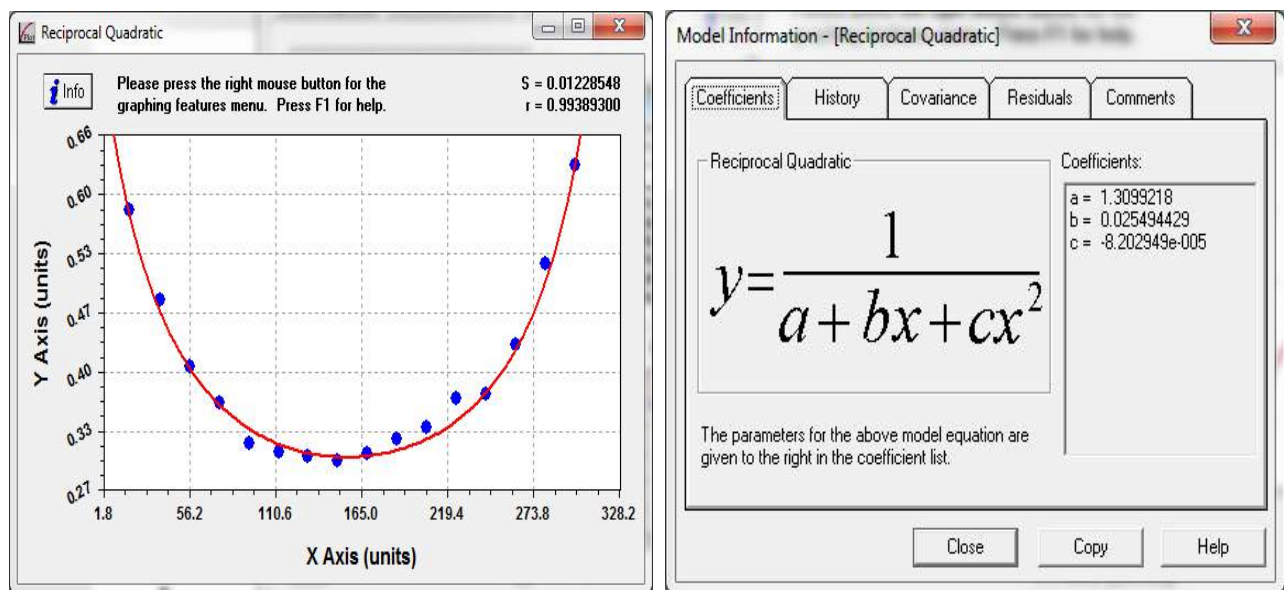 Reciprocal Quadratic
Info
Please press the right mouse button for the
graphing features menu. Press F1 for help.
S = 0.01228548
r = 0.99389300
Y Axis (units)
0.66
0.60
0.53
0.47
0.40
0.33
0.27
1.8 56.2 110.6 165.0 219.4 273.8 328.2
X Axis (units)
Model Information - [Reciprocal Quadratic]
Coefficients History Covariance Residuals Comments
Reciprocal Quadratic
y=1/(a+bx+cx²)
The parameters for the above model equation are
given to the right in the coefficient list.
Coefficients:
a = 1.3099218
b = 0.025494429
c = -8.202949e-005
Close Copy Help